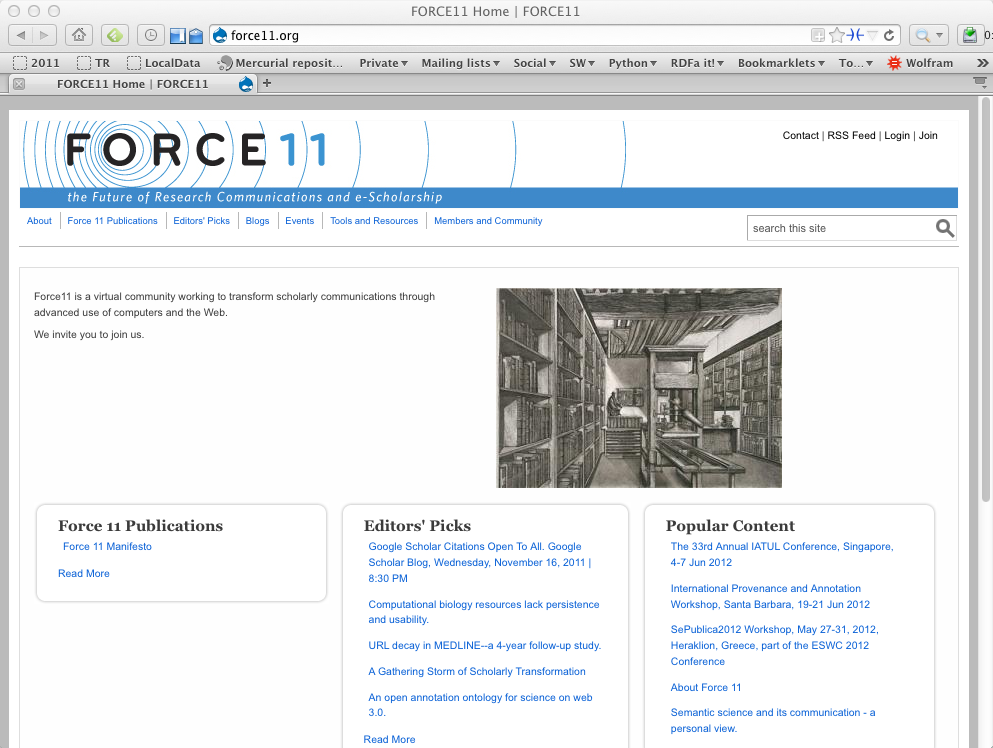 FORCE11 Home | FORCE11
force11.org
2011 TR LocalData Mercurial reposit... Private Mailing lists Social SW Python RDFa it! Bookmarklets To... Wolfram
FORCE11 Home | FORCE11
Contact | RSS Feed | Login | Join
FORCE11
the Future of Research Communications and e-Scholarship
About Force 11 Publications Editors' Picks Blogs Events Tools and Resources Members and Community
search this site
Force11 is a virtual community working to transform scholarly communications through
advanced use of computers and the Web.
We invite you to join us.
Force 11 Publications
Force 11 Manifesto
Read More
Editors' Picks
Google Scholar Citations Open To All. Google
Scholar Blog, Wednesday, November 16, 2011 |
8:30 PM
Computational biology resources lack persistence
and usability.
URL decay in MEDLINE--a 4-year follow-up study.
A Gathering Storm of Scholarly Transformation
An open annotation ontology for science on web
3.0.
Read More
Popular Content
The 33rd Annual IATUL Conference, Singapore,
4-7 Jun 2012
International Provenance and Annotation
Workshop, Santa Barbara, 19-21 Jun 2012
SePublica2012 Workshop, May 27-31, 2012,
Heraklion, Greece, part of the ESWC 2012
Conference
About Force 11
Semantic science and its communication - a
personal view.